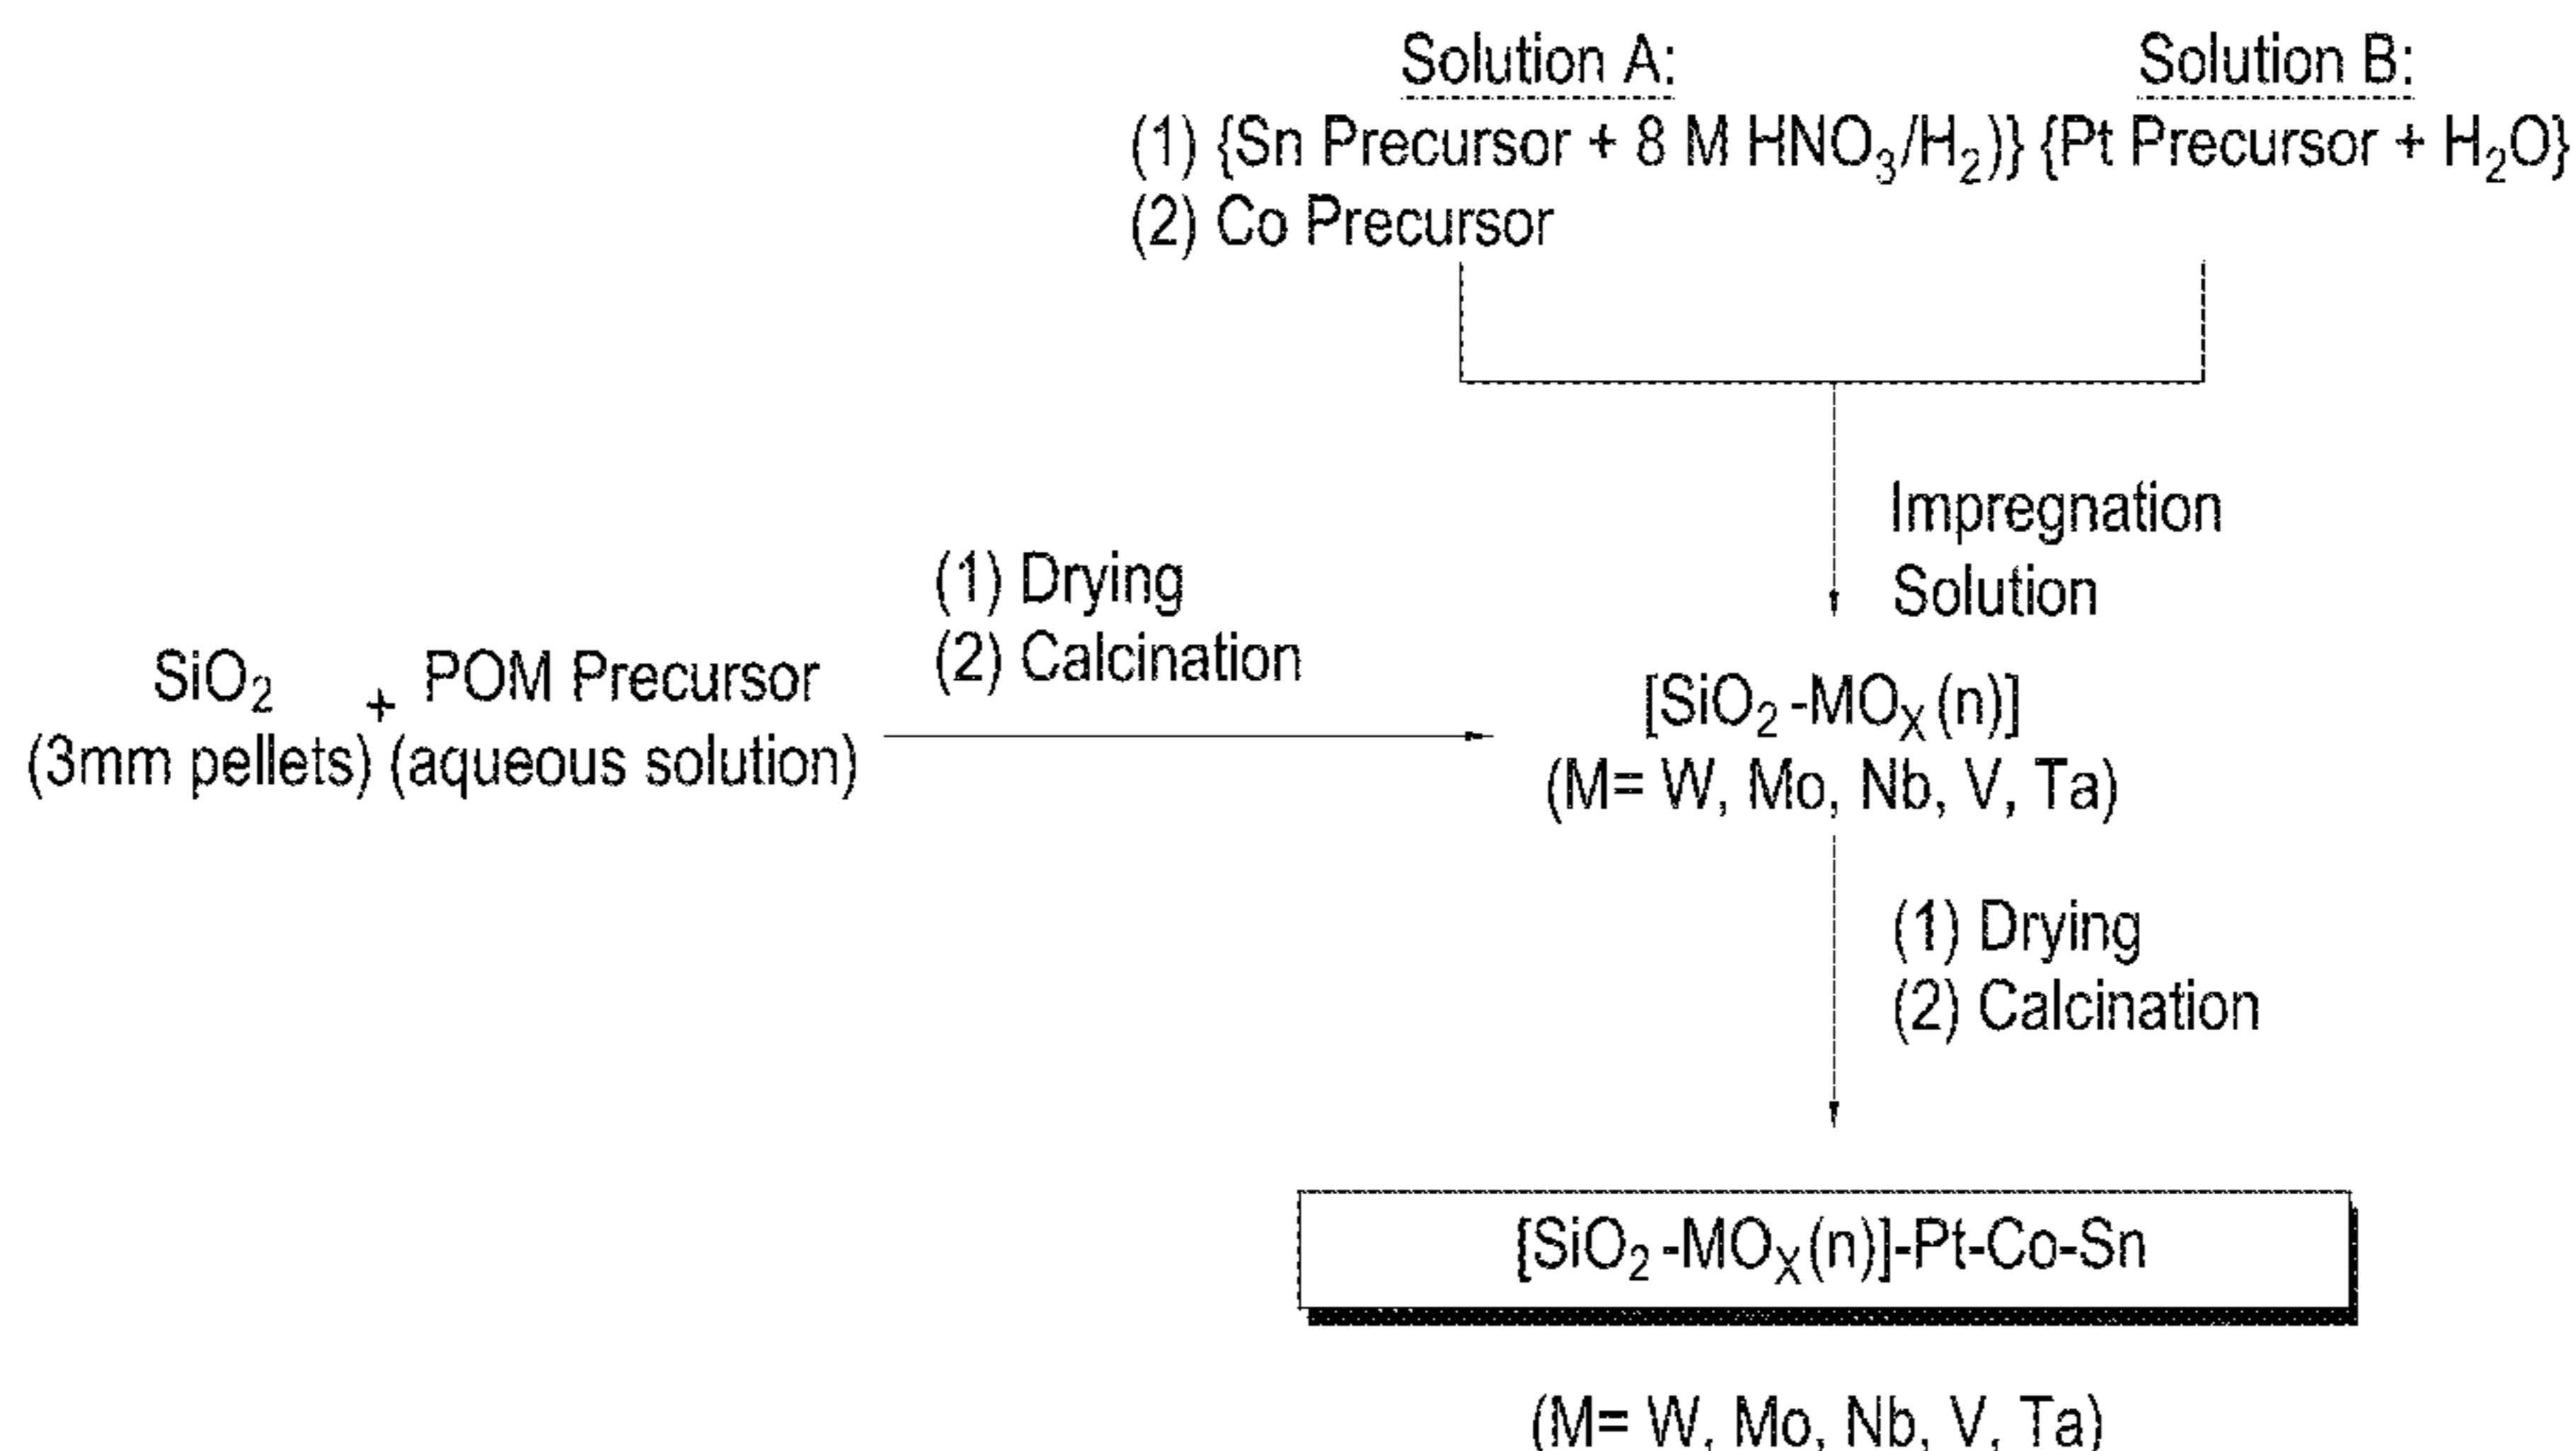 Solution A:
Solution B:
(1) {Sn Precursor + 8 M HNO₃/H₂)} {Pt Precursor + H₂O}
(2) Co Precursor
Impregnation
Solution
(1) Drying
(2) Calcination
SiO₂ + POM Precursor
(3mm pellets) (aqueous solution)
[SiO₂-MOₓ(n)]
(M= W, Mo, Nb, V, Ta)
(1) Drying
(2) Calcination
[SiO₂-MOₓ(n)]-Pt-Co-Sn
(M= W, Mo, Nb, V, Ta)